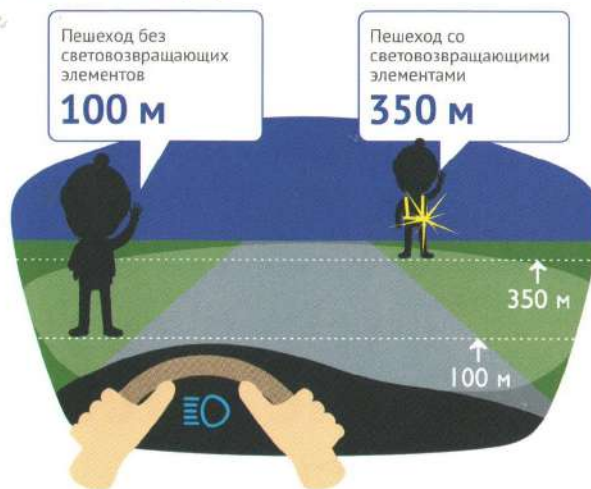 Пешеход без
световозвращающих
элементов
100 м
Пешеход со
световозвращающими
элементами
350 м
350 м
100 м